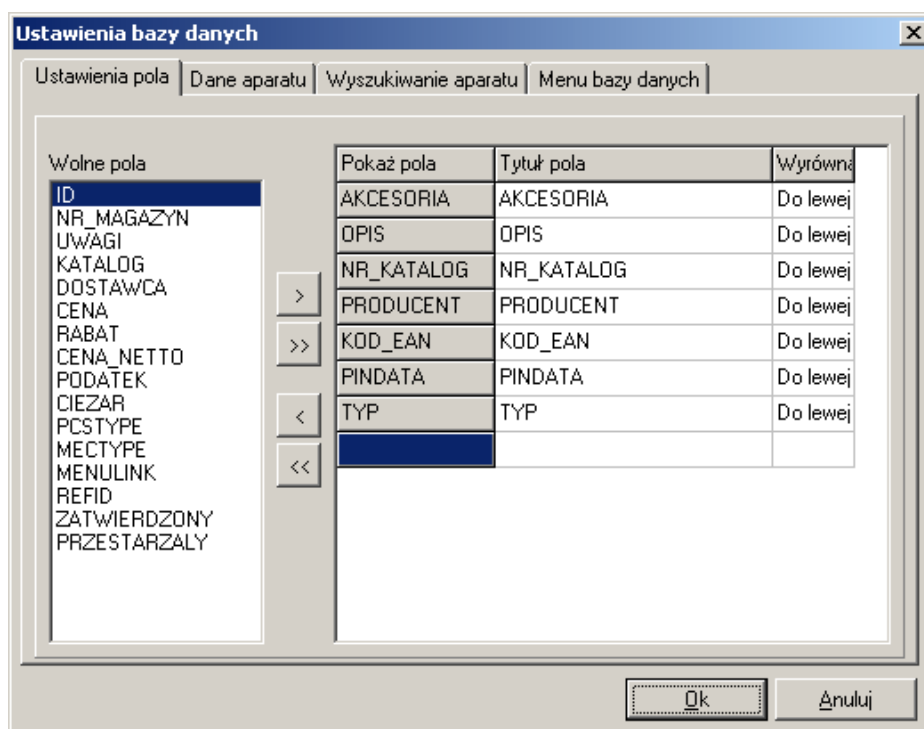 Ustawienia bazy danych
Ustawienia pola Dane aparatu Wyszukiwanie aparatu Menu bazy danych
Wolne pola
ID
NR_MAGAZYN
UWAGI
KATALOG
DOSTAWCA
CENA
RABAT
CENA_NETTO
PODATEK
CIEZAR
PCSTYPE
MECTYPE
MENULINK
REFID
ZATWIERDZONY
PRZESTARZALY
>
>>
<
<<
Pokaż pola Tytuł pola Wyrówna
AKCESORIA AKCESORIA Do lewej
OPIS OPIS Do lewej
NR_KATALOG NR_KATALOG Do lewej
PRODUCENT PRODUCENT Do lewej
KOD_EAN KOD_EAN Do lewej
PINDATA PINDATA Do lewej
TYP TYP Do lewej
Ok Anuluj